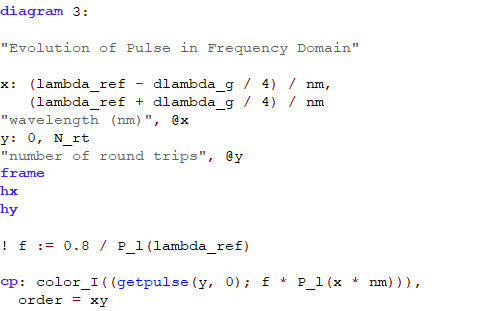 diagram 3:
"Evolution of Pulse in Frequency Domain"
x: (lambda_ref - dlambda_g / 4) / nm,
(lambda_ref + dlambda_g / 4) / nm
"wavelength (nm)", @x
y: 0, N_rt
"number of round trips", @y
frame
hx
hy
! f := 0.8 / P_l(lambda_ref)
cp: color_I((getpulse(y, 0); f * P_l(x * nm))),
order = xy